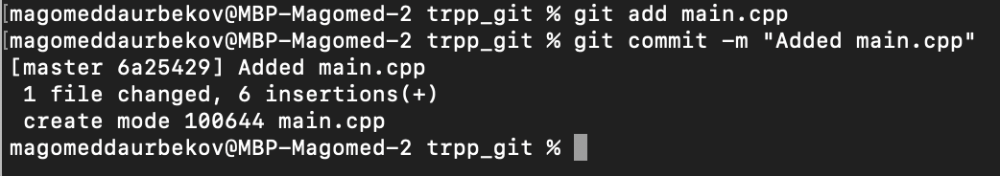 [magomeddaurbekov@MBP-Magomed-2 trpp_git % git add main.cpp
[magomeddaurbekov@MBP-Magomed-2 trpp_git % git commit -m "Added main.cpp"
[master 6a25429] Added main.cpp
 1 file changed, 6 insertions(+)
 create mode 100644 main.cpp
magomeddaurbekov@MBP-Magomed-2 trpp_git %